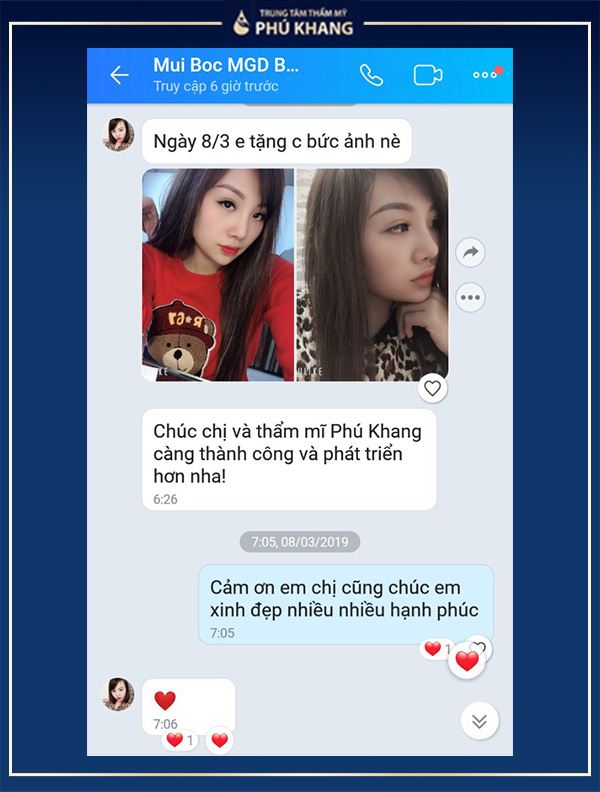 TRUNG TÂM THẨM MỸ
PHÚ KHANG
Mui Boc MGD B...
Truy cập 6 giờ trước
Ngày 8/3 e tặng c bức ảnh nè
ULIKE
ULIKE
Chúc chị và thẩm mĩ Phú Khang
càng thành công và phát triển
hơn nha!
6:26
7:05, 08/03/2019
Cảm ơn em chị cũng chúc em
xinh đẹp nhiều nhiều hạnh phúc
7:05
1
7:06
1